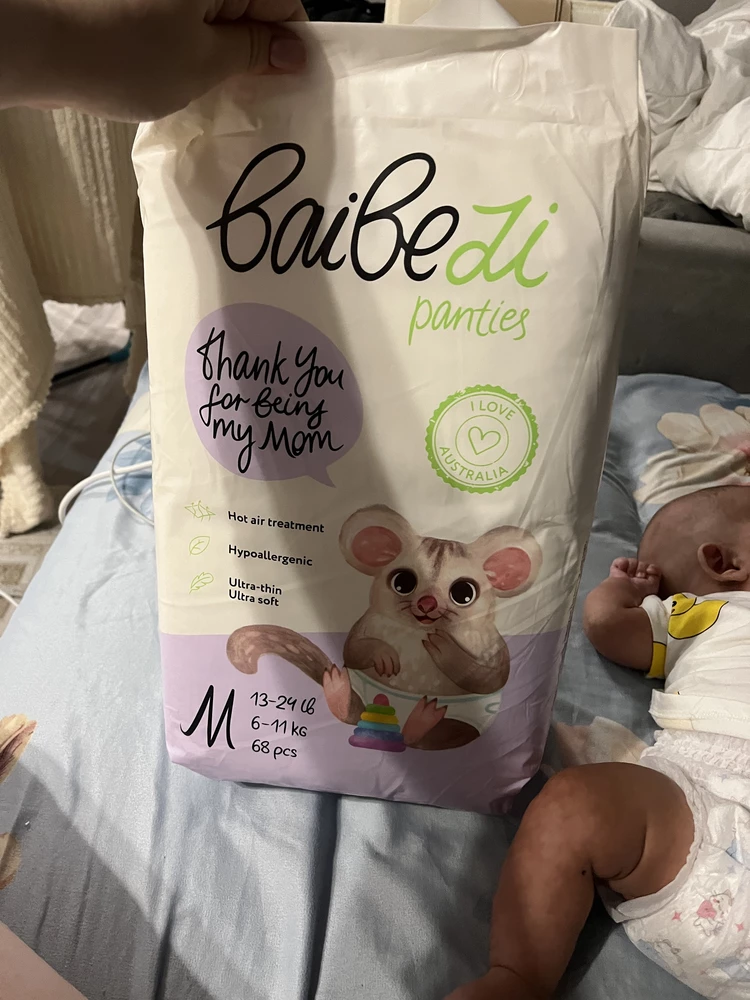 baibezi
panties
Thank you
for being
my Mom
I LOVE
AUSTRALIA
Hot air treatment
Hypoallergenic
Ultra-thin
Ultra soft
M
13-24 lb
6-11 kg
68 pcs